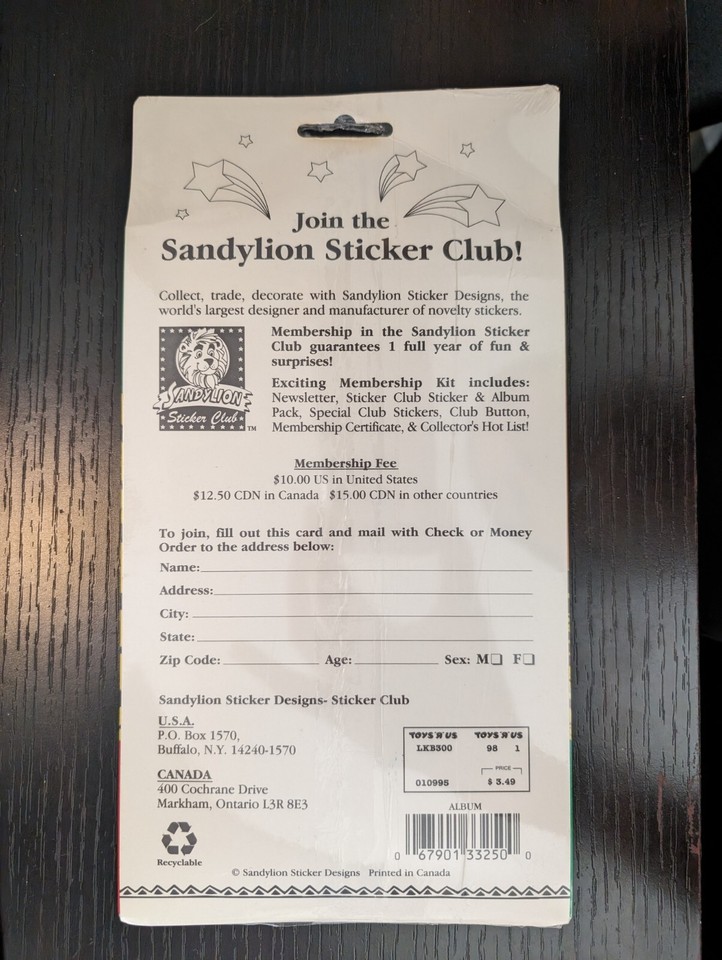 Join the
Sandylion Sticker Club!
Collect, trade, decorate with Sandylion Sticker Designs, the
world's largest designer and manufacturer of novelty stickers.
SANDYLION
Sticker Club
TM
Membership in the Sandylion Sticker
Club guarantees 1 full year of fun &
surprises!
Exciting Membership Kit includes:
Newsletter, Sticker Club Sticker & Album
Pack, Special Club Stickers, Club Button,
Membership Certificate, & Collector's Hot List!
Membership Fee
$10.00 US in United States
$12.50 CDN in Canada $15.00 CDN in other countries
To join, fill out this card and mail with Check or Money
Order to the address below:
Name:
Address:
City:
State:
Zip Code: Age: Sex: M F
Sandylion Sticker Designs- Sticker Club
U.S.A.
P.O. Box 1570,
Buffalo, N.Y. 14240-1570
CANADA
400 Cochrane Drive
Markham, Ontario L3R 8E3
Recyclable
TOYS "R" US TOYS "R" US
LKB300 98 1
PRICE
010995 $ 3.49
ALBUM
0 67901 33250 0
© Sandylion Sticker Designs Printed in Canada